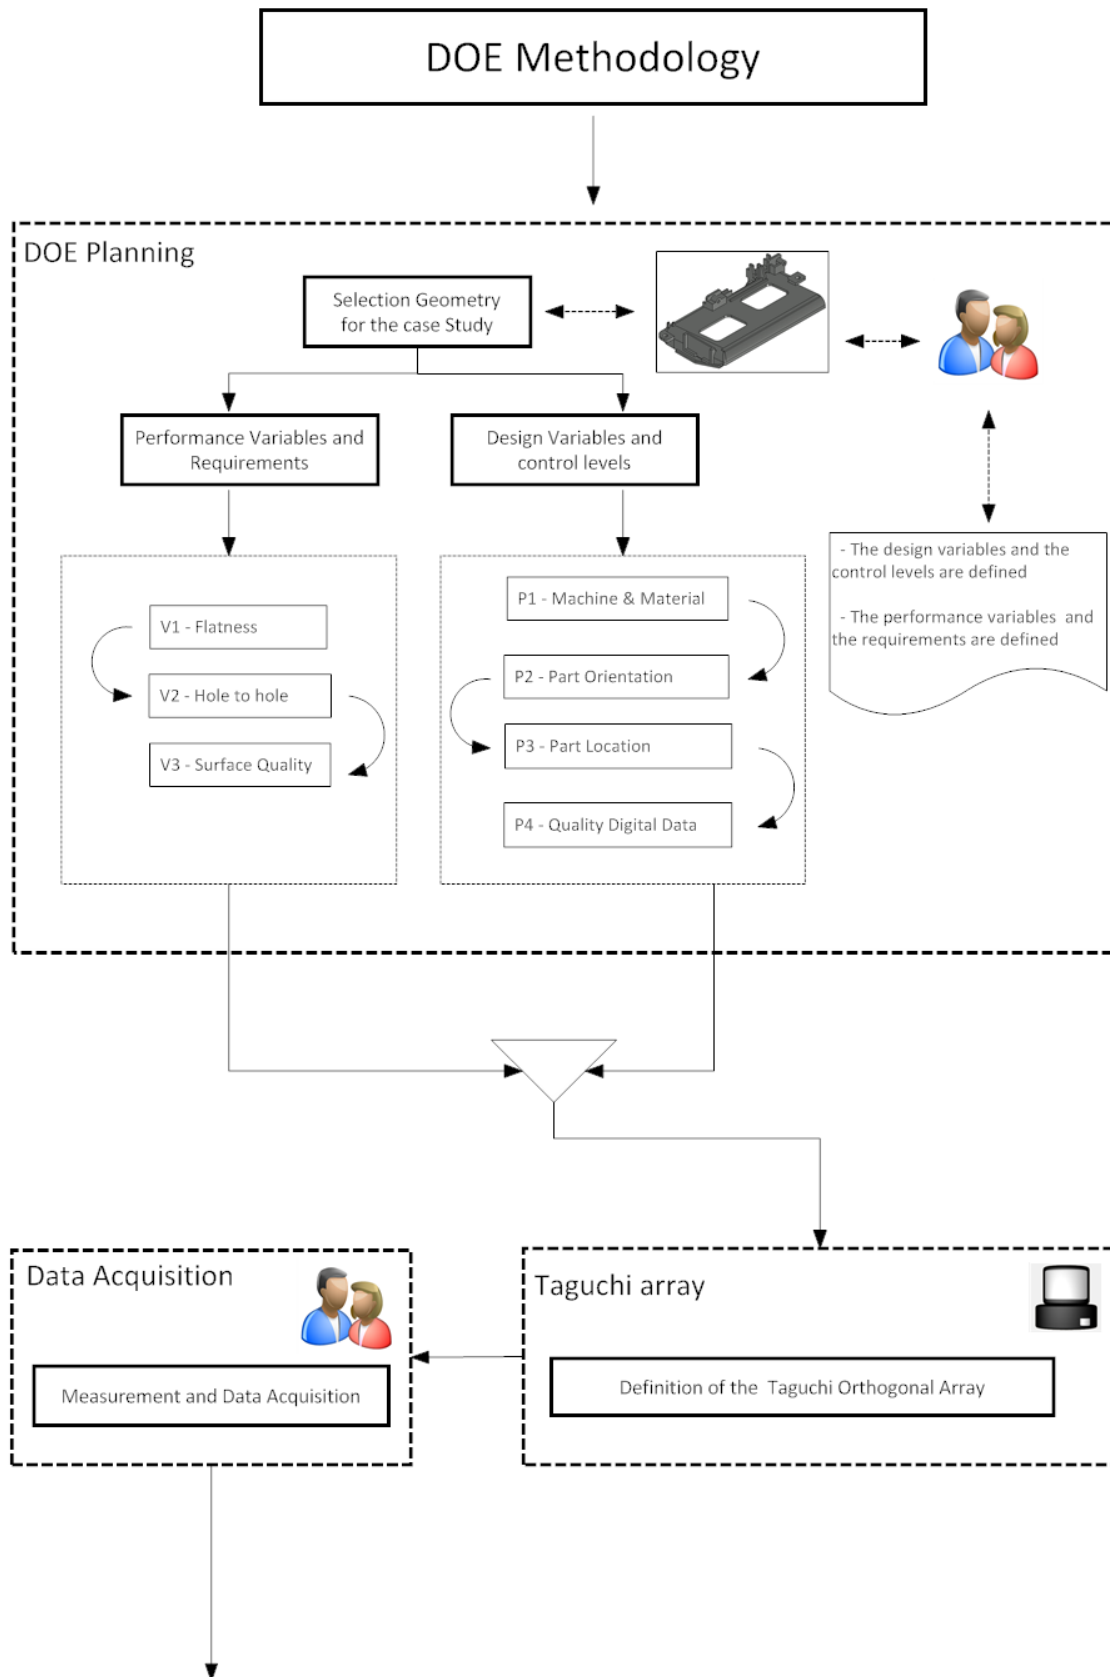 DOE Methodology
DOE Planning
Selection Geometry
for the case Study
Performance Variables and
Requirements
Design Variables and
control levels
- The design variables and the
control levels are defined
- The performance variables and
the requirements are defined
V1 - Flatness
V2 - Hole to hole
V3 - Surface Quality
P1 - Machine & Material
P2 - Part Orientation
P3 - Part Location
P4 - Quality Digital Data
Data Acquisition
Measurement and Data Acquisition
Taguchi array
Definition of the Taguchi Orthogonal Array